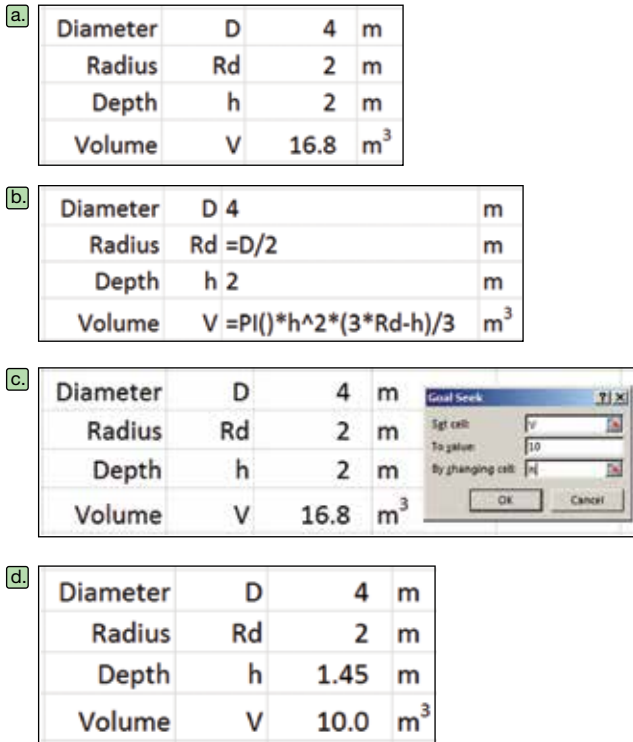 a.
Diameter D 4 m
Radius Rd 2 m
Depth h 2 m
Volume V 16.8 m³
b.
Diameter D 4 m
Radius Rd =D/2 m
Depth h 2 m
Volume V =PI()*h^2*(3*Rd-h)/3 m³
c.
Diameter D 4 m
Radius Rd 2 m
Depth h 2 m
Volume V 16.8 m³
Goal Seek ? X
Set cell: V
To value: 10
By changing cell: h
OK Cancel
d.
Diameter D 4 m
Radius Rd 2 m
Depth h 1.45 m
Volume V 10.0 m³